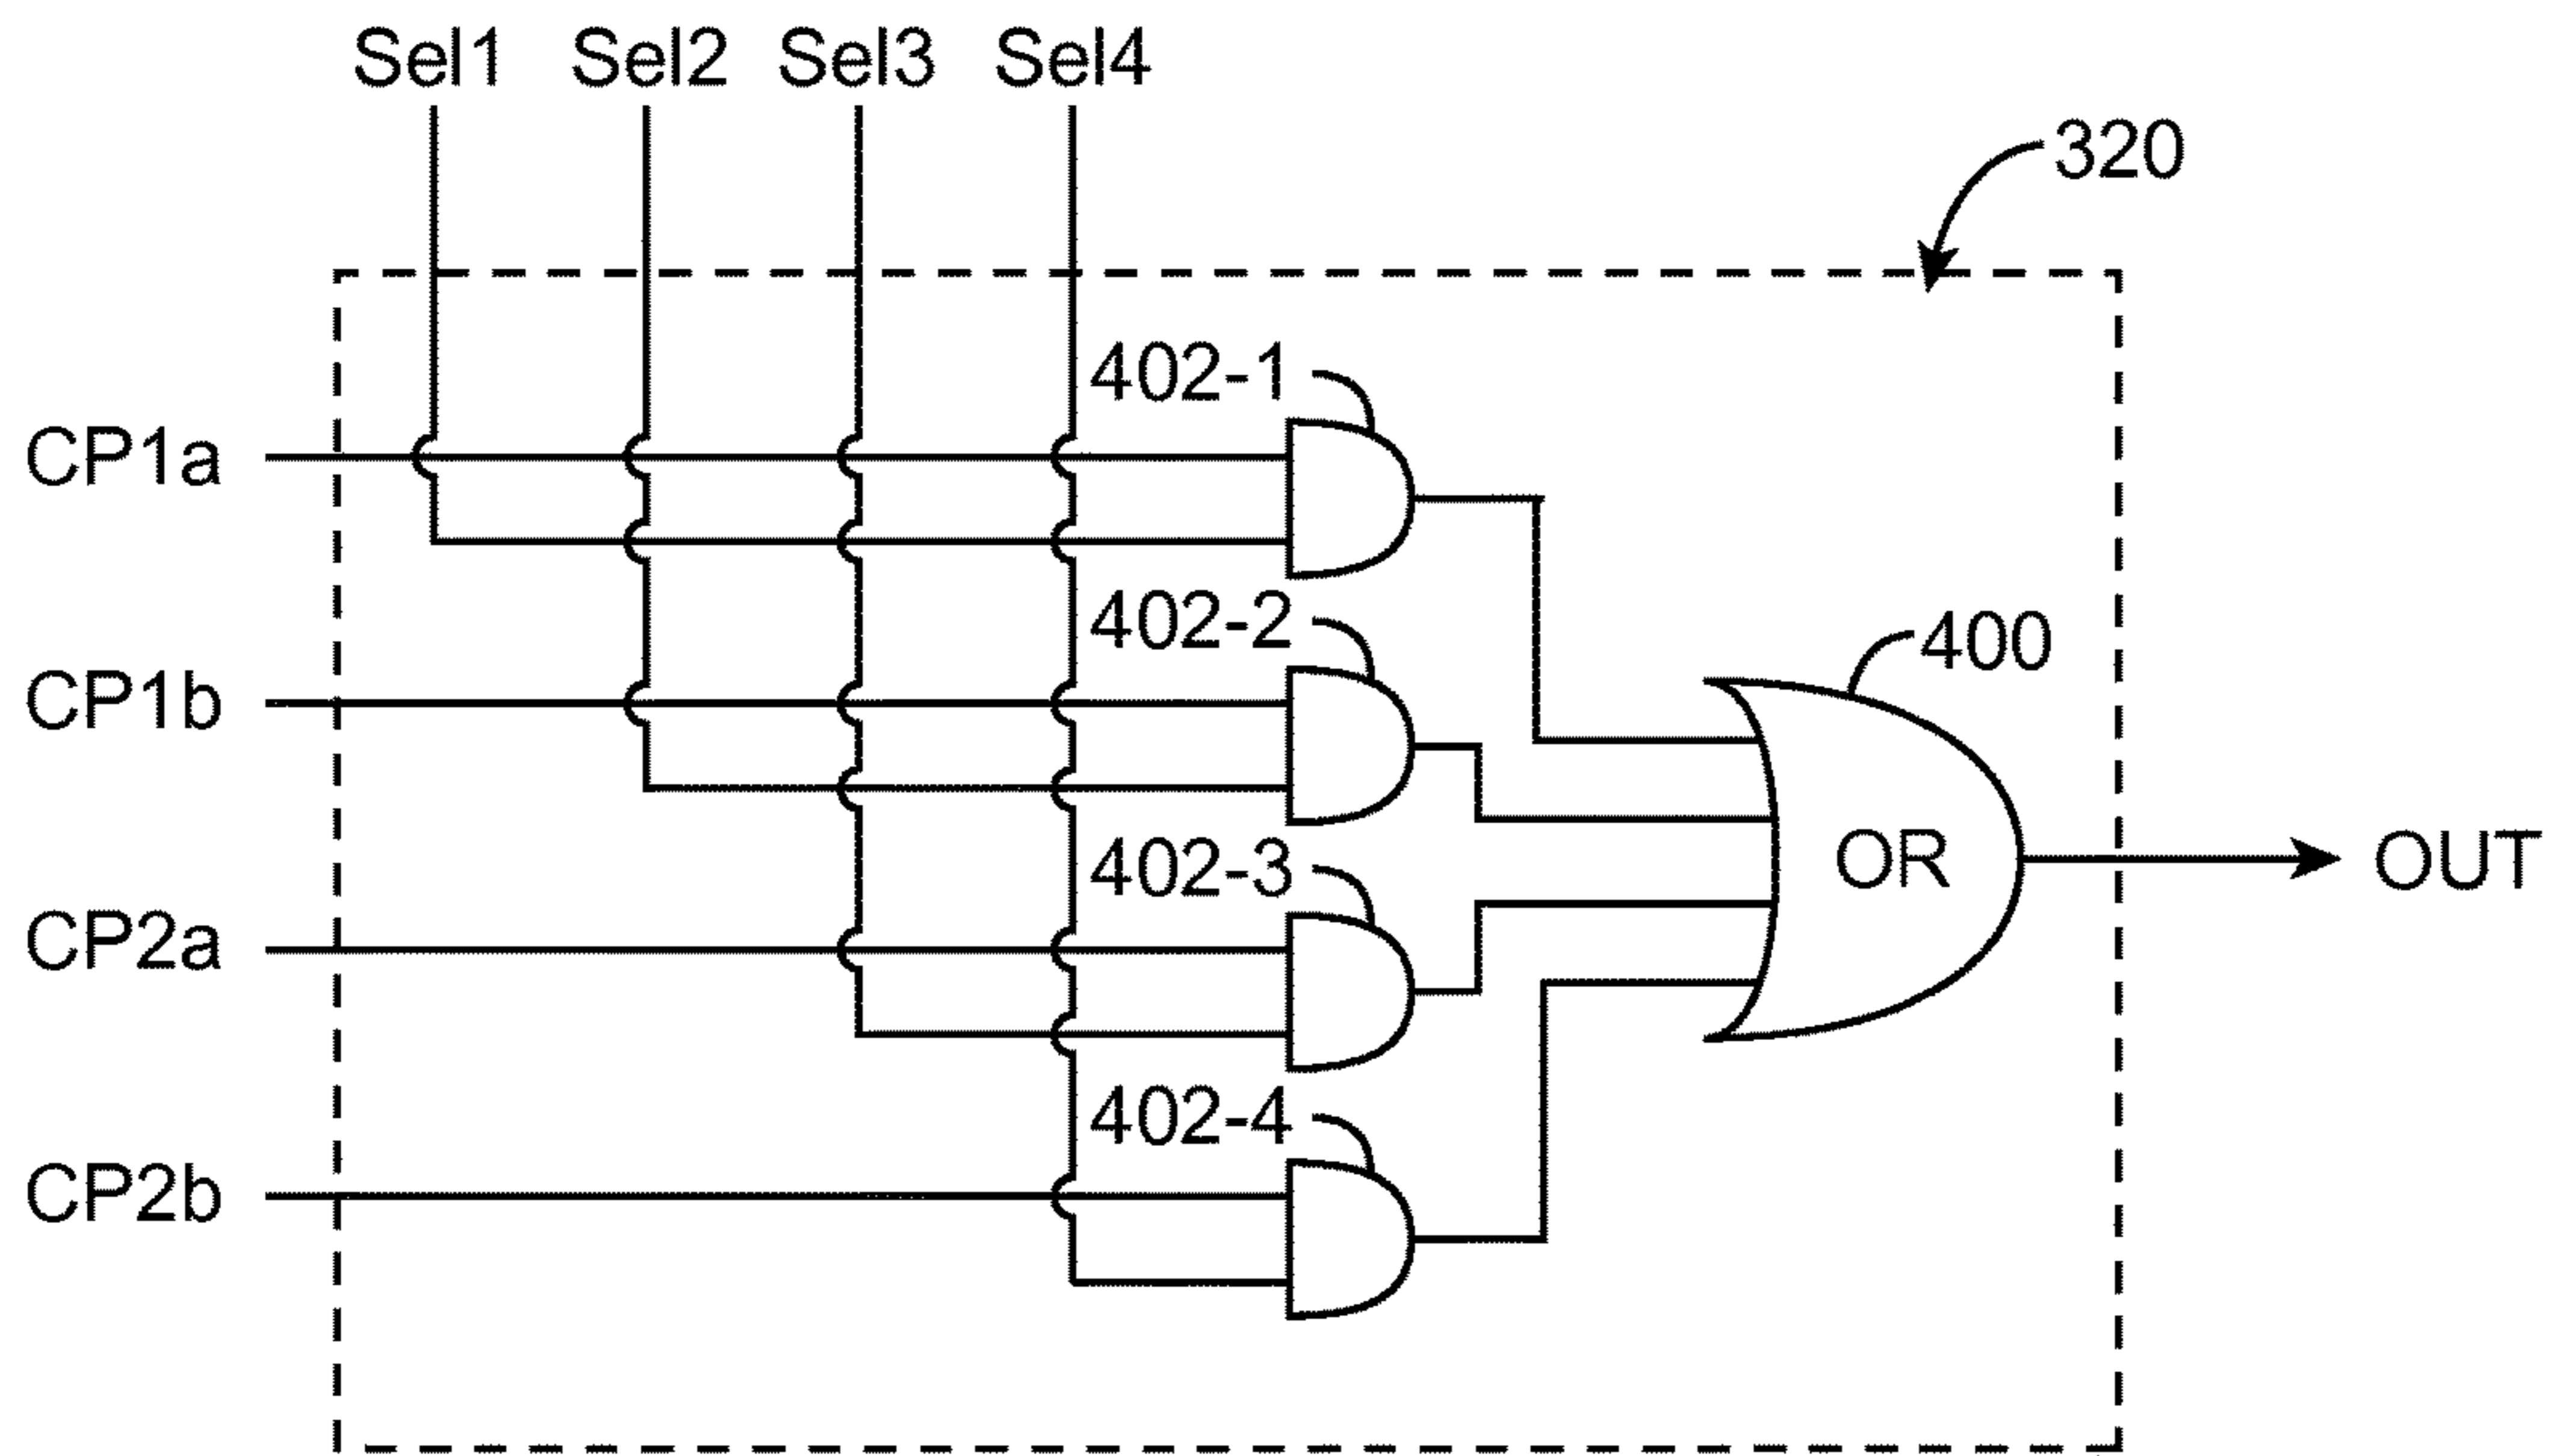 Sel1 Sel2 Sel3 Sel4
320
402-1
CP1a
402-2
400
CP1b
402-3
OR
OUT
CP2a
402-4
CP2b